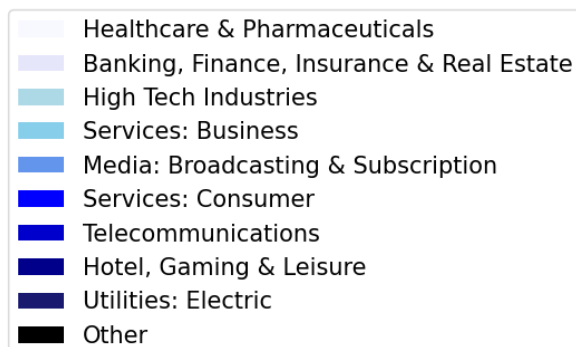 Healthcare & Pharmaceuticals
Banking, Finance, Insurance & Real Estate
High Tech Industries
Services: Business
Media: Broadcasting & Subscription
Services: Consumer
Telecommunications
Hotel, Gaming & Leisure
Utilities: Electric
Other